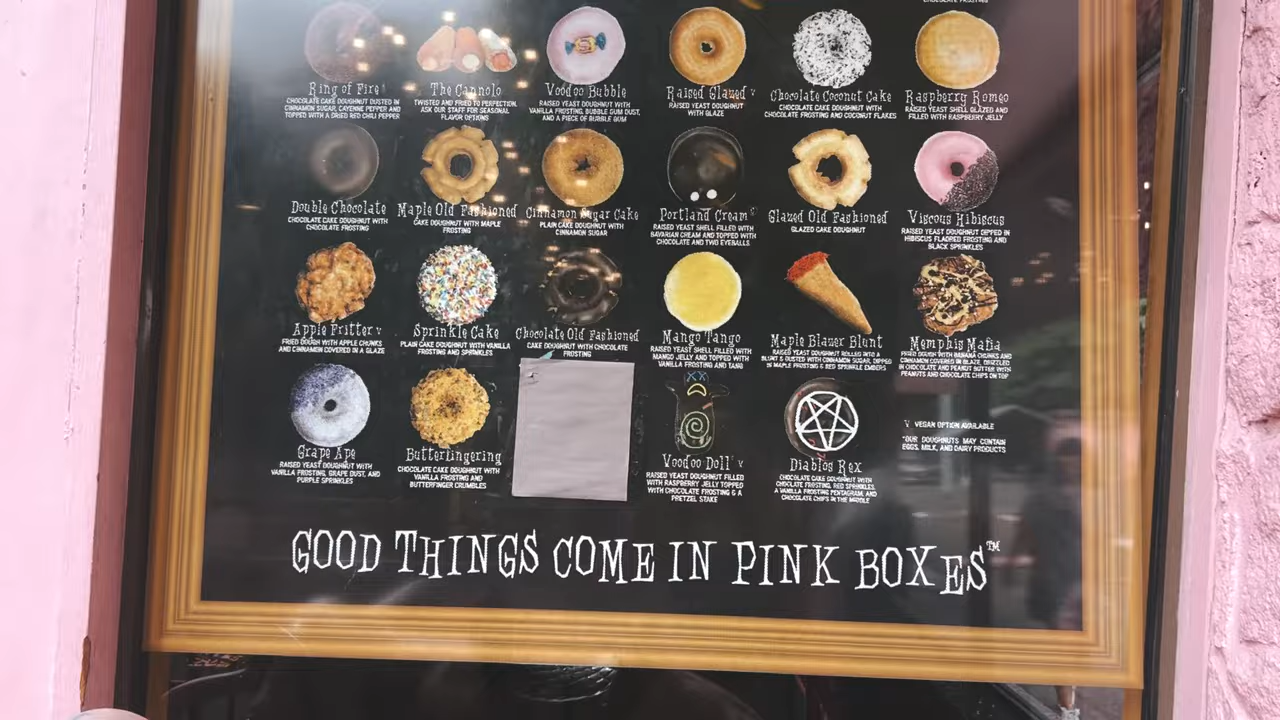 CHOCOLATE FROSTING
Ring of Fire
CHOCOLATE CAKE DOUGHNUT DUSTED IN
CINNAMON SUGAR, CAYENNE PEPPER AND
TOPPED WITH A DRIED RED CHILI PEPPER
The Cannolo
TWISTED AND FRIED TO PERFECTION.
ASK OUR STAFF FOR SEASONAL
FLAVOR OPTIONS
Voodoo Bubble
RAISED YEAST DOUGHNUT WITH
VANILLA FROSTING, BUBBLE GUM DUST,
AND A PIECE OF BUBBLE GUM
Raised Glazed V
RAISED YEAST DOUGHNUT
WITH GLAZE
Chocolate Coconut Cake
CHOCOLATE CAKE DOUGHNUT WITH
CHOCOLATE FROSTING AND COCONUT FLAKES
Raspberry Romeo
RAISED YEAST SHELL GLAZED AND
FILLED WITH RASPBERRY JELLY
Double Chocolate
CHOCOLATE CAKE DOUGHNUT WITH
CHOCOLATE FROSTING
Maple Old Fashioned
CAKE DOUGHNUT WITH MAPLE
FROSTING
Cinnamon Sugar Cake
PLAIN CAKE DOUGHNUT WITH
CINNAMON SUGAR
Portland Cream
RAISED YEAST SHELL FILLED WITH
BAVARIAN CREAM AND TOPPED WITH
CHOCOLATE AND TWO EYEBALLS
Glazed Old Fashioned
GLAZED CAKE DOUGHNUT
Viscous Hibiscus
RAISED YEAST DOUGHNUT DIPPED IN
HIBISCUS FLAORED FROSTING AND
BLACK SPRINKLES
Apple Fritter V
FRIED DOUGH WITH APPLE CHUNKS
AND CINNAMON COVERED IN A GLAZE
Sprinkle Cake
PLAIN CAKE DOUGHNUT WITH VANILLA
FROSTING AND SPRINKLES
Chocolate Old Fashioned
CAKE DOUGHNUT WITH CHOCOLATE
FROSTING
Mango Tango
RAISED YEAST SHELL FILLED WITH
MANGO JELLY AND TOPPED WITH
VANILLA FROSTING AND TANG
Maple Blazer Blunt
RAISED YEAST DOUGHNUT ROLLED INTO A
BLUNT & DUSTED WITH CINNAMON SUGAR, DIPPED
IN MAPLE FROSTING & RED SPRINKLE EMBERS
Memphis Mafia
FRIED DOUGH WITH BANANA CHUNKS AND
CINNAMON COVERED IN GLAZE, DRIZZLED
IN CHOCOLATE AND PEANUT BUTTER WITH
PEANUTS AND CHOCOLATE CHIPS ON TOP
Grape Ape
RAISED YEAST DOUGHNUT WITH
VANILLA FROSTING, GRAPE DUST, AND
PURPLE SPRINKLES
Butterfingering
CHOCOLATE CAKE DOUGHNUT WITH
VANILLA FROSTING AND
BUTTERFINGER CRUMBLES
Voodoo Doll V
RAISED YEAST DOUGHNUT FILLED
WITH RASPBERRY JELLY TOPPED
WITH CHOCOLATE FROSTING & A
PRETZEL STAKE
Diablos Rex
CHOCOLATE CAKE DOUGHNUT WITH
CHOCLATE FROSTING, RED SPRINKLES,
A VANILLA FROSTING PENTAGRAM, AND
CHOCOLATE CHIPS IN THE MIDDLE
V VEGAN OPTION AVAILABLE
*OUR DOUGHNUTS MAY CONTAIN
EGGS, MILK, AND DAIRY PRODUCTS
GOOD THINGS COME IN PINK BOXES™